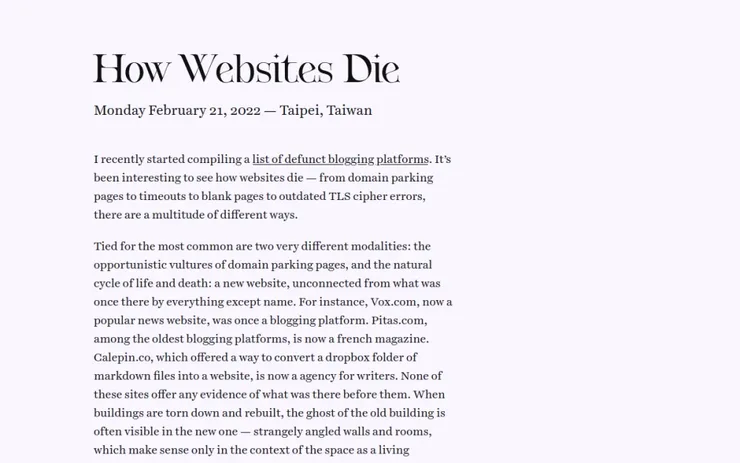 How Websites Die
Monday February 21, 2022 — Taipei, Taiwan
I recently started compiling a list of defunct blogging platforms. It's
been interesting to see how websites die — from domain parking
pages to timeouts to blank pages to outdated TLS cipher errors,
there are a multitude of different ways.
Tied for the most common are two very different modalities: the
opportunistic vultures of domain parking pages, and the natural
cycle of life and death: a new website, unconnected from what was
once there by everything except name. For instance, Vox.com, now a
popular news website, was once a blogging platform. Pitas.com,
among the oldest blogging platforms, is now a french magazine.
Calepin.co, which offered a way to convert a dropbox folder of
markdown files into a website, is now a agency for writers. None of
these sites offer any evidence of what was there before them. When
buildings are torn down and rebuilt, the ghost of the old building is
often visible in the new one — strangely angled walls and rooms,
which make sense only in the context of the space as a living